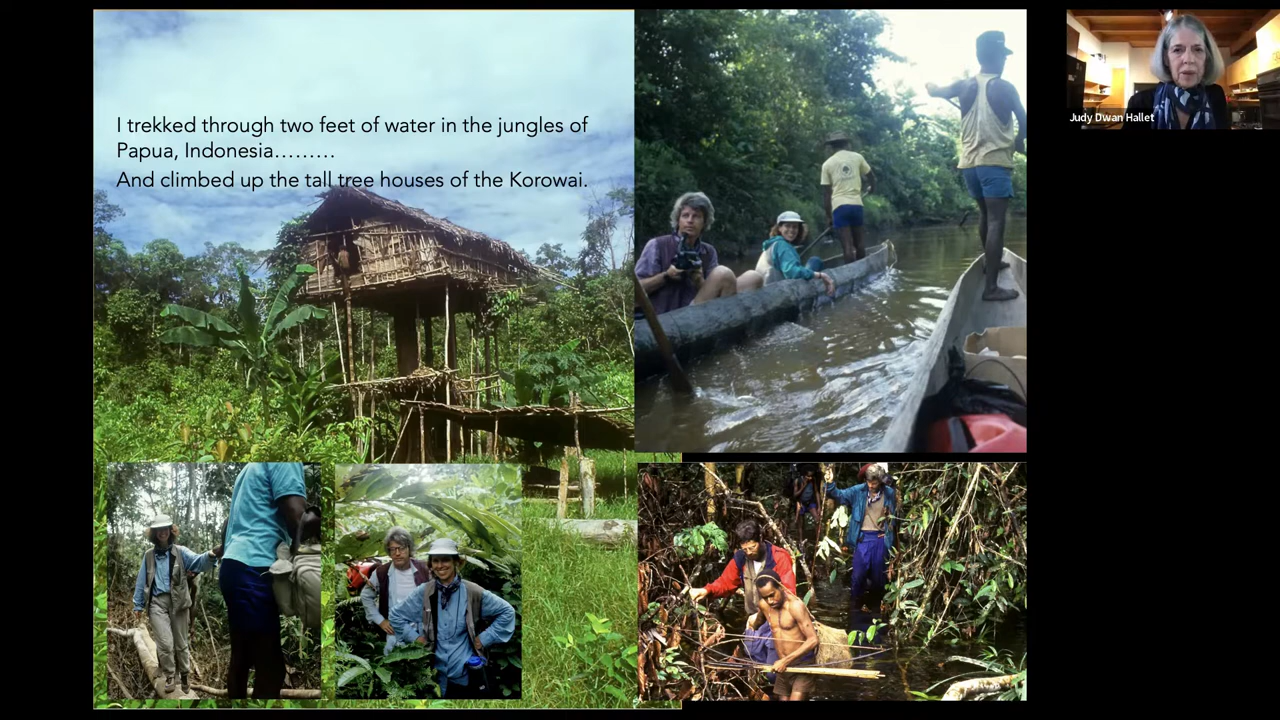 I trekked through two feet of water in the jungles of
Papua, Indonesia.........
And climbed up the tall tree houses of the Korowai.
Judy Dwan Hallet